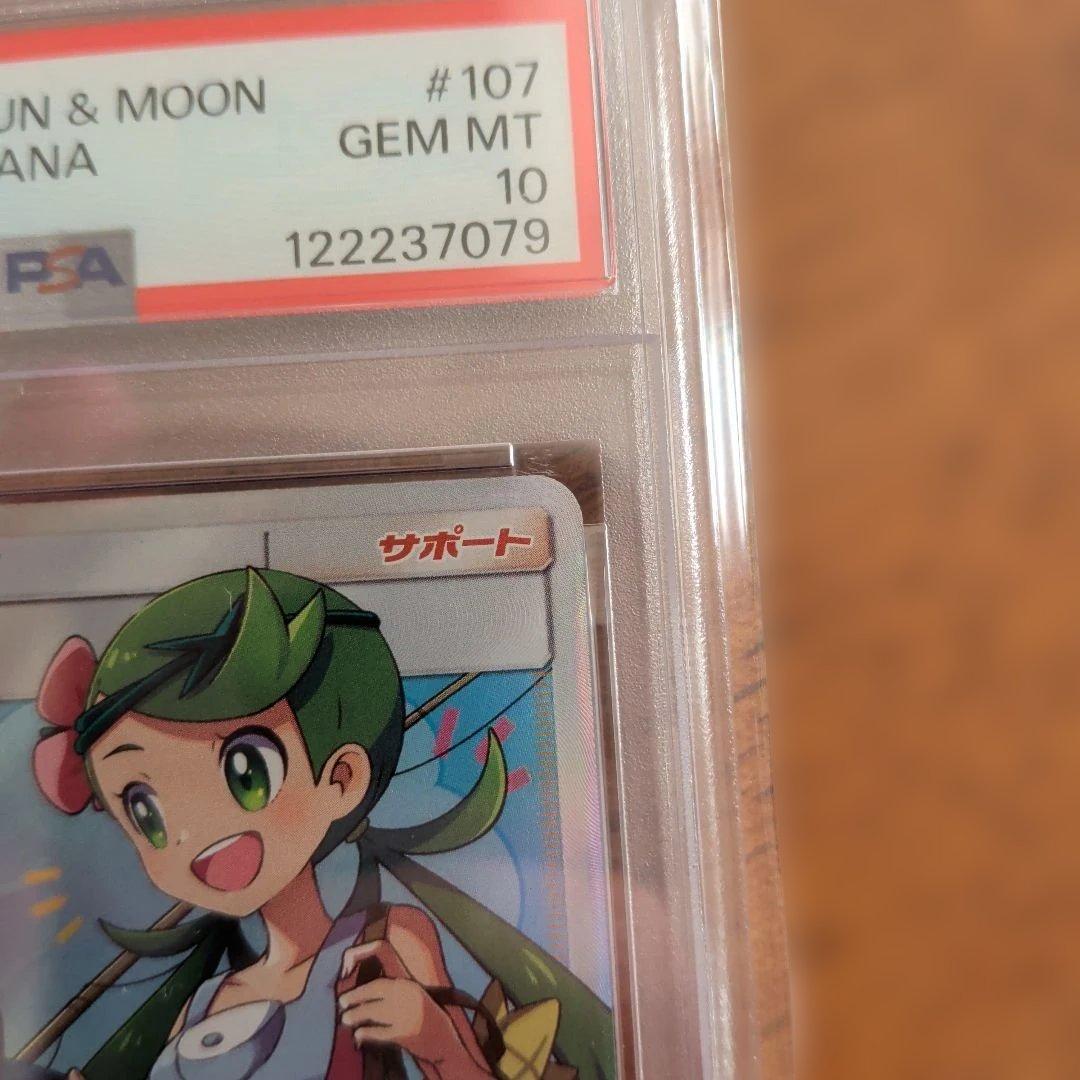 UN & MOON #107
ANA GEM MT
10
PSA 122237079
サポート